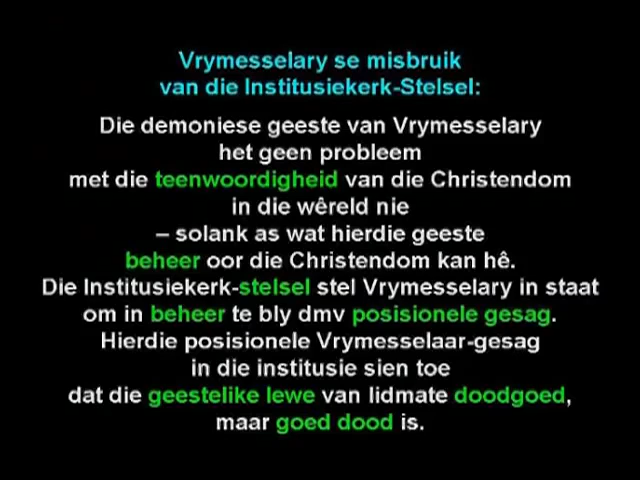 Vrymesselary se misbruik
van die Institusiekerk-Stelsel:
Die demoniese geeste van Vrymesselary
het geen probleem
met die teenwoordigheid van die Christendom
in die wêreld nie
– solank as wat hierdie geeste
beheer oor die Christendom kan hê.
Die Institusiekerk-stelsel stel Vrymesselary in staat
om in beheer te bly dmv posisionele gesag.
Hierdie posisionele Vrymesselaar-gesag
in die institusie sien toe
dat die geestelike lewe van lidmate doodgoed,
maar goed dood is.